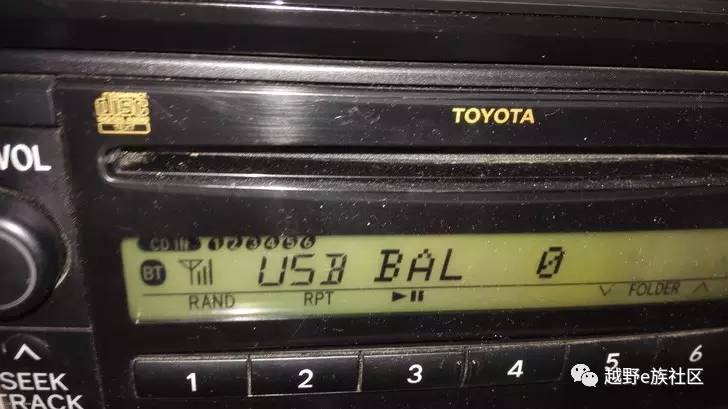 disc
TOYOTA
VOL
CD IN 1 2 3 4 5 6
BT USB BAL 0
RAND RPT FOLDER
SEEK
TRACK
1 2 3 4 5 6
越野e族社区